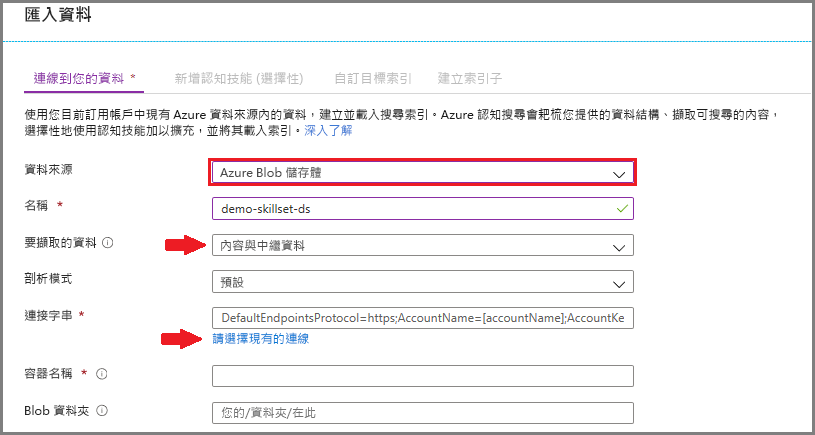 匯入資料
連線到您的資料 * 新增認知技能 (選擇性) 自訂目標索引 建立索引子
使用您目前訂用帳戶中現有 Azure 資料來源內的資料，建立並載入搜尋索引。Azure 認知搜尋會耙梳您提供的資料結構、擷取可搜尋的內容，
選擇性地使用認知技能加以擴充，並將其載入索引。深入了解
資料來源 Azure Blob 儲存體
名稱 * demo-skillset-ds
要擷取的資料 內容與中繼資料
剖析模式 預設
連接字串 * DefaultEndpointsProtocol=https;AccountName=[accountName];AccountKe
請選擇現有的連線
容器名稱 *
Blob 資料夾 您的/資料夾/在此